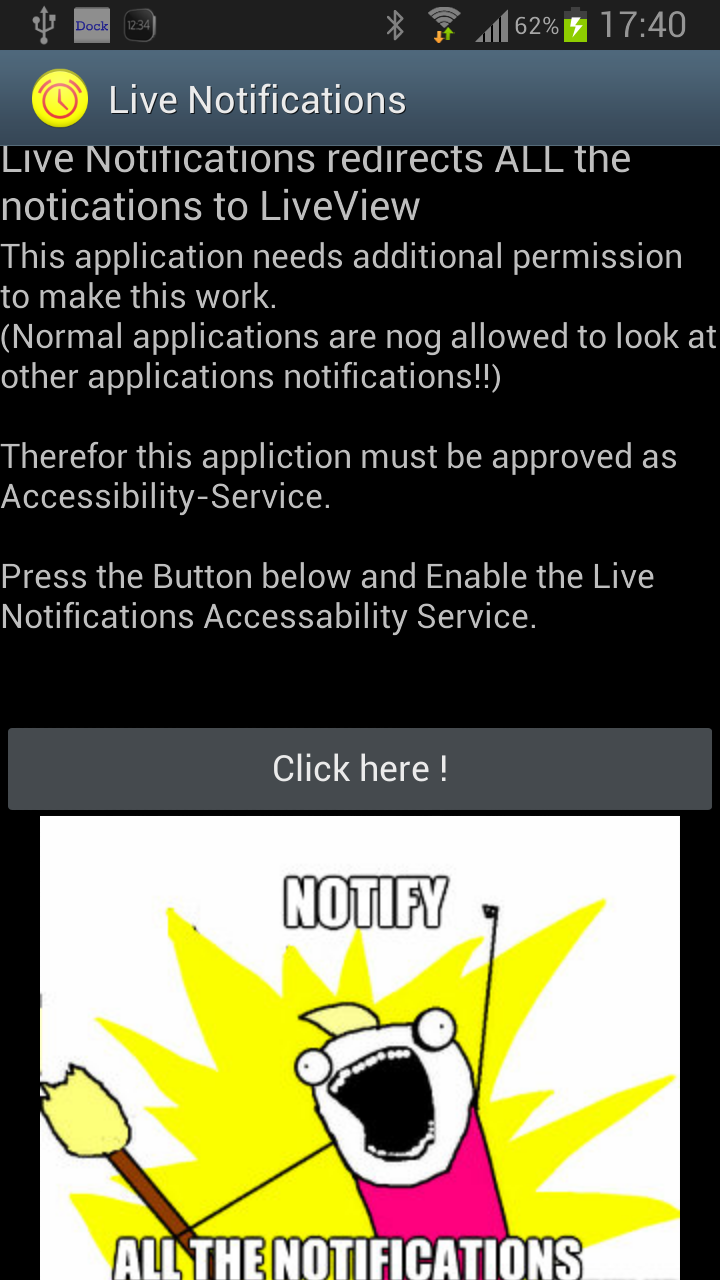 Dock 12:34 62% 17:40
Live Notifications
Live Notifications redirects ALL the
notications to LiveView
This application needs additional permission
to make this work.
(Normal applications are nog allowed to look at
other applications notifications!!)
Therefor this appliction must be approved as
Accessibility-Service.
Press the Button below and Enable the Live
Notifications Accessability Service.
Click here !
NOTIFY
ALL THE NOTIFICATIONS